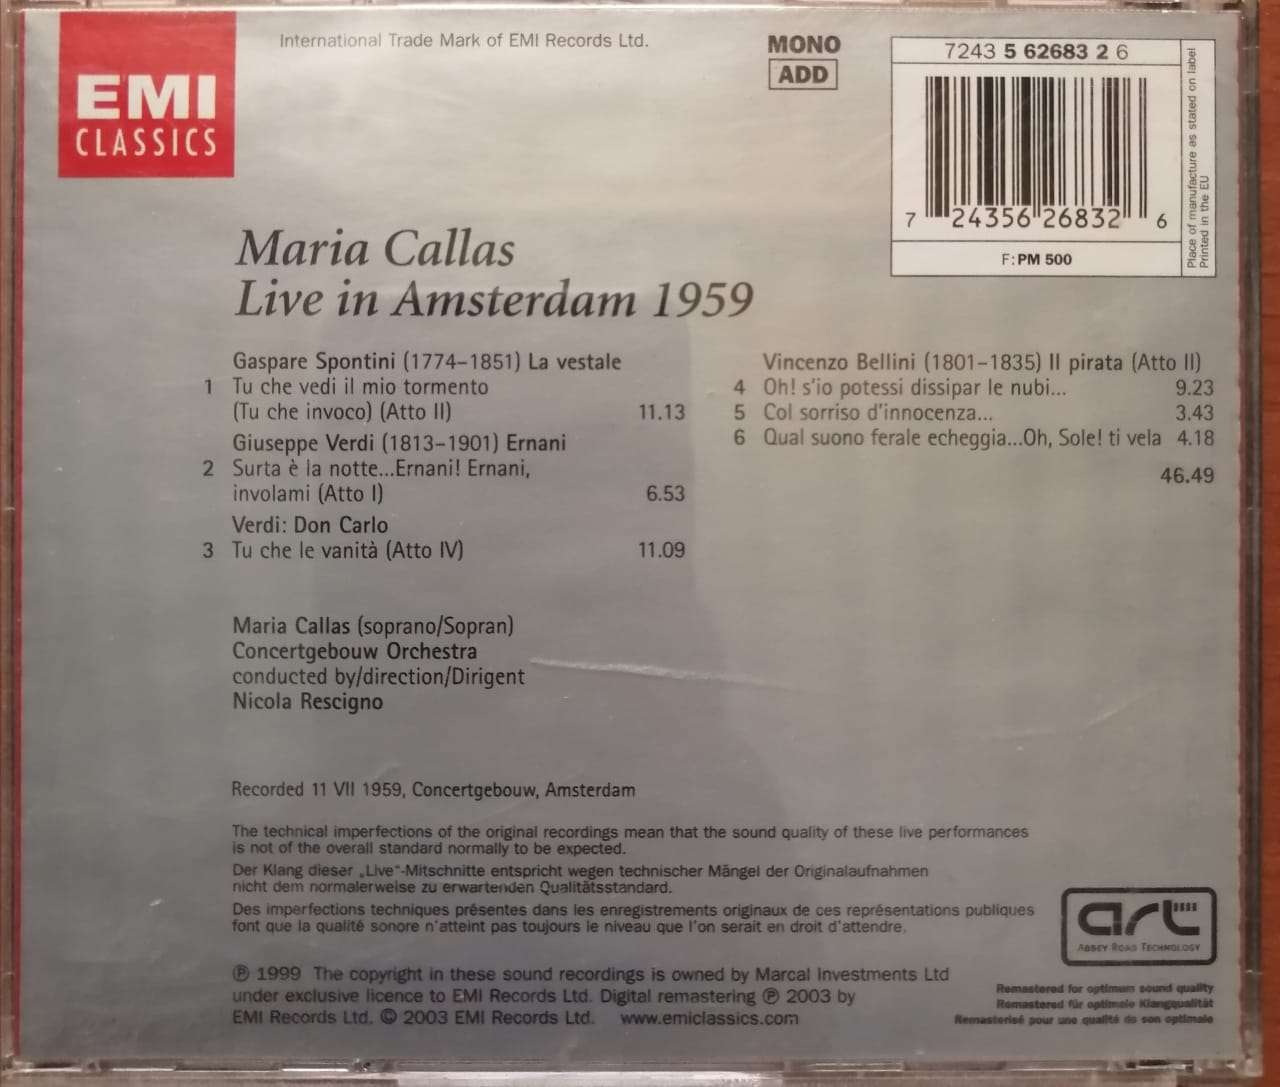 International Trade Mark of EMI Records Ltd.
EMI
CLASSICS
MONO
ADD
7243 5 62683 2 6
7 24356 26832 6
F: PM 500
Place of manufacture as stated on label
Printed in the EU
Maria Callas
Live in Amsterdam 1959
Gaspare Spontini (1774–1851) La vestale
1 Tu che vedi il mio tormento
(Tu che invoco) (Atto II) 11.13
Giuseppe Verdi (1813–1901) Ernani
2 Surta è la notte...Ernani! Ernani,
involami (Atto I) 6.53
Verdi: Don Carlo
3 Tu che le vanità (Atto IV) 11.09
Vincenzo Bellini (1801–1835) Il pirata (Atto II)
4 Oh! s'io potessi dissipar le nubi... 9.23
5 Col sorriso d'innocenza... 3.43
6 Qual suono ferale echeggia...Oh, Sole! ti vela 4.18
46.49
Maria Callas (soprano/Sopran)
Concertgebouw Orchestra
conducted by/direction/Dirigent
Nicola Rescigno
Recorded 11 VII 1959, Concertgebouw, Amsterdam
The technical imperfections of the original recordings mean that the sound quality of these live performances
is not of the overall standard normally to be expected.
Der Klang dieser „Live“-Mitschnitte entspricht wegen technischer Mängel der Originalaufnahmen
nicht dem normalerweise zu erwartenden Qualitätsstandard.
Des imperfections techniques présentes dans les enregistrements originaux de ces représentations publiques
font que la qualité sonore n'atteint pas toujours le niveau que l'on serait en droit d'attendre.
℗ 1999 The copyright in these sound recordings is owned by Marcal Investments Ltd
under exclusive licence to EMI Records Ltd. Digital remastering ℗ 2003 by
EMI Records Ltd. © 2003 EMI Records Ltd. www.emiclassics.com
art
ABBEY ROAD TECHNOLOGY
Remastered for optimum sound quality
Remastered für optimale Klangqualität
Remasterisé pour une qualité de son optimale